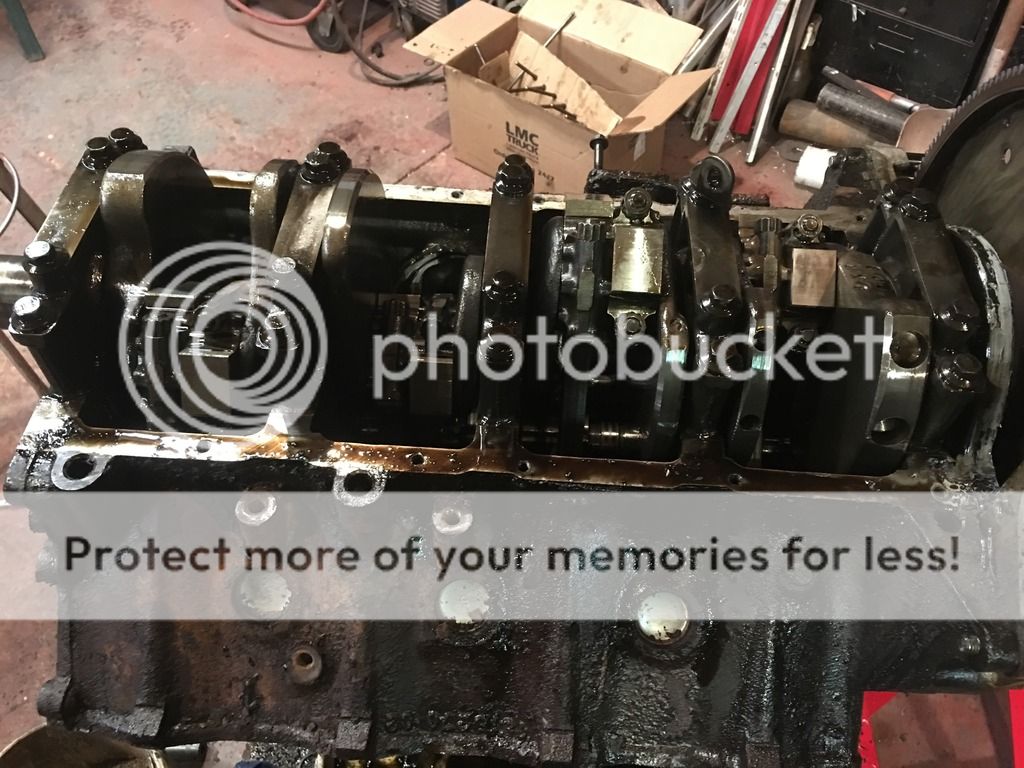 LMC
TRUCK
photobucket
Protect more of your memories for less!